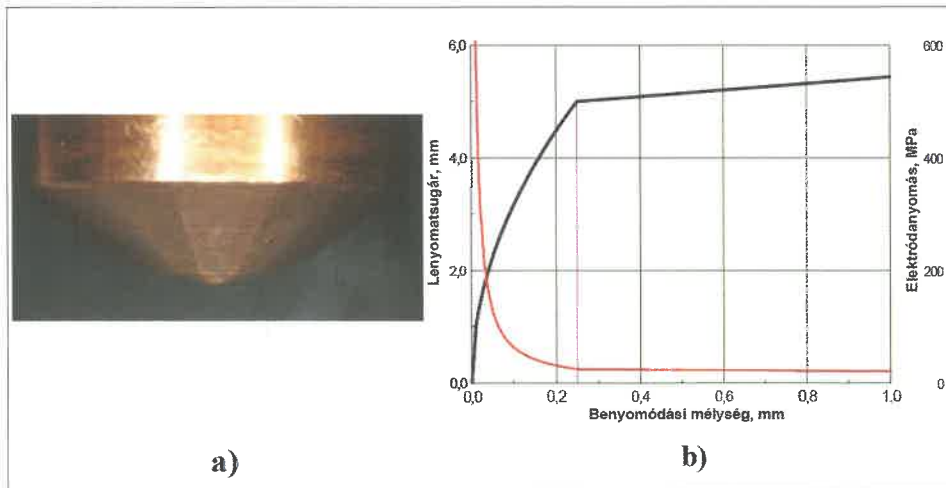 6,0
4,0
2,0
0,0
Lenyomatsugár, mm
600
400
200
0
Elektródanyomás, MPa
0,0 0,2 0,4 0,6 0,8 1,0
Benyomódási mélység, mm
a)
b)